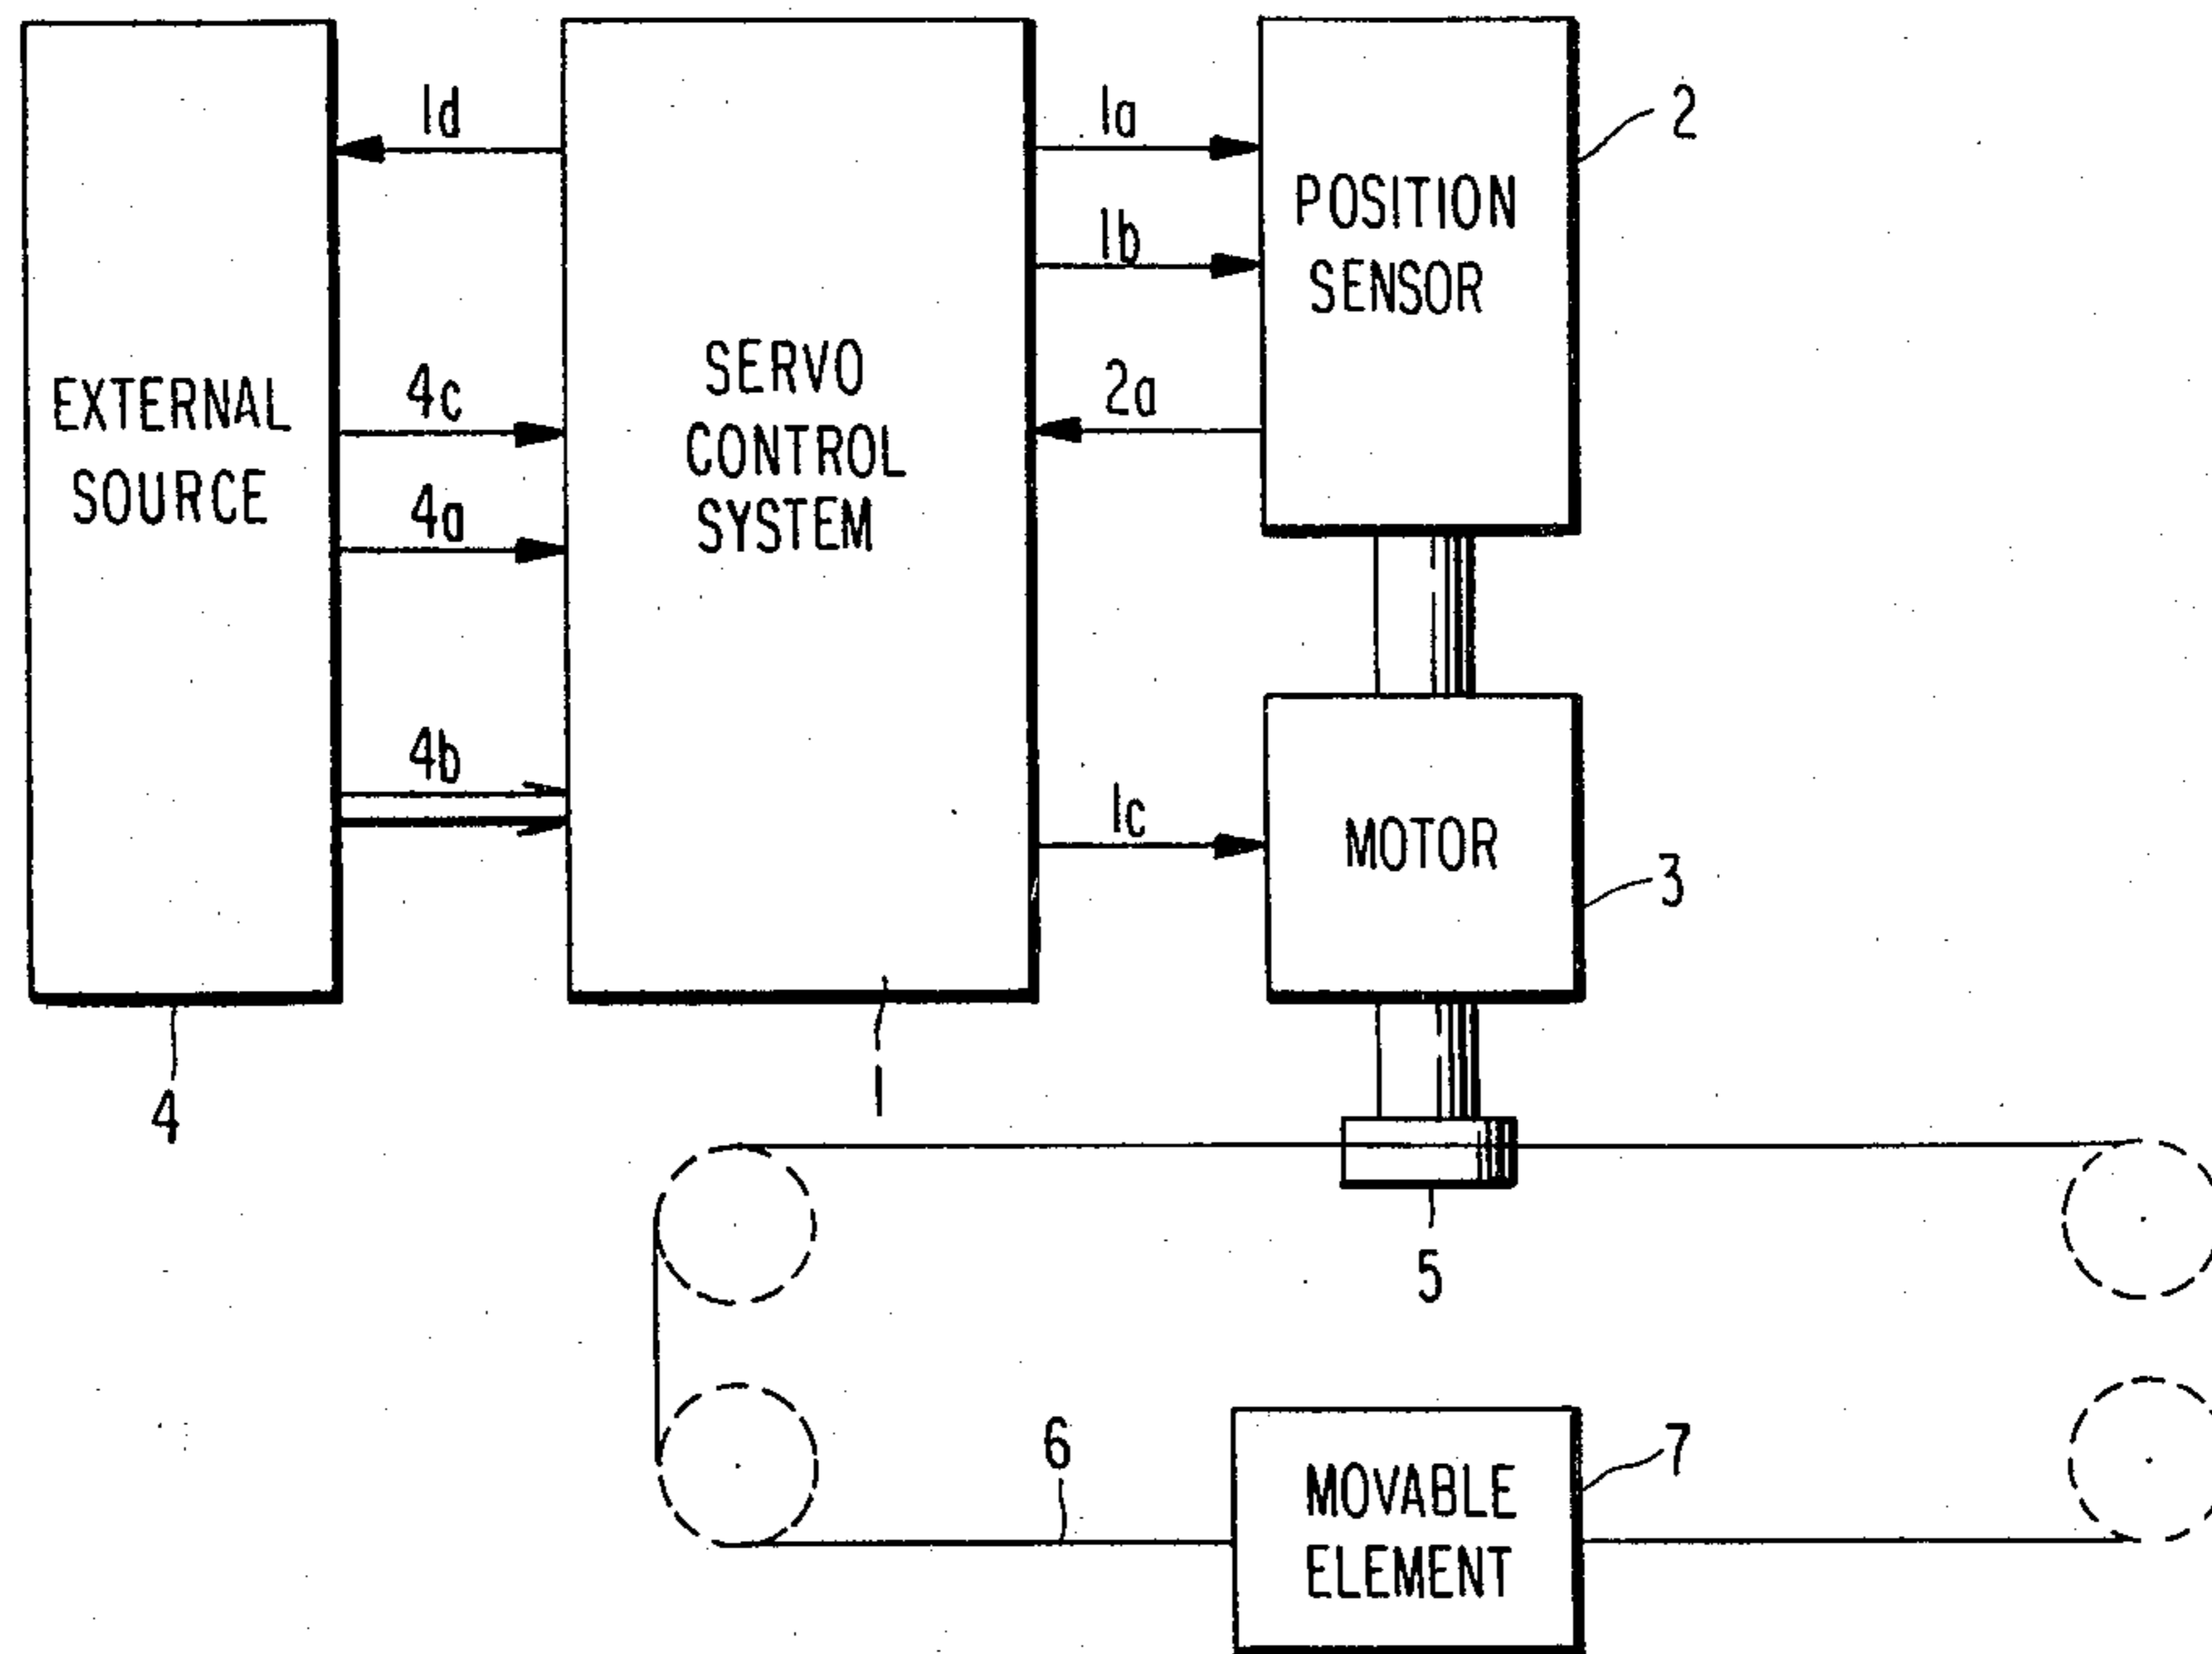 1d
1a
2
POSITION
SENSOR
1b
SERVO
CONTROL
SYSTEM
EXTERNAL
SOURCE
4c
2a
4a
4b
1c
MOTOR
3
4
1
5
6
7
MOVABLE
ELEMENT